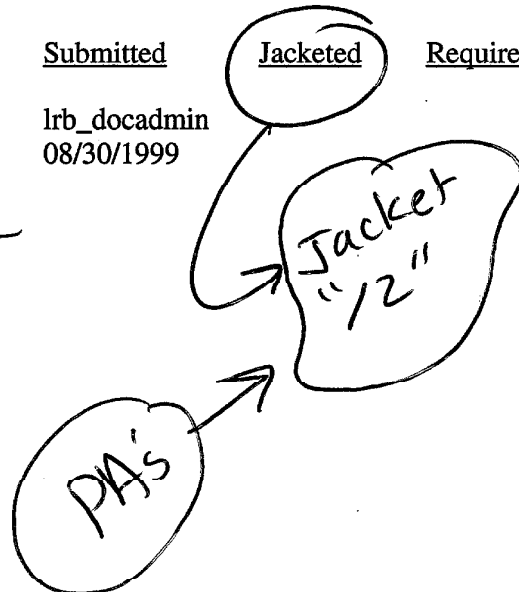 Submitted Jacketed Require
lrb_docadmin
08/30/1999
Jacket
"/2"
PA's